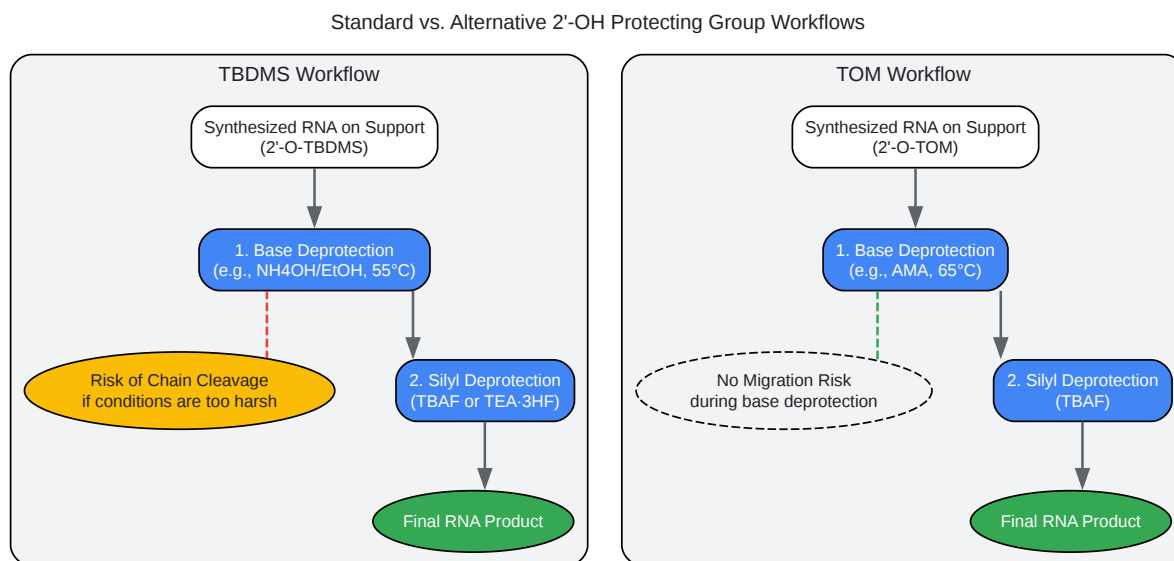 Standard vs. Alternative 2'-OH Protecting Group Workflows
TBDMS Workflow
Synthesized RNA on Support
(2'-O-TBDMS)
1. Base Deprotection
(e.g., NH4OH/EtOH, 55°C)
Risk of Chain Cleavage
if conditions are too harsh
2. Silyl Deprotection
(TBAF or TEA·3HF)
Final RNA Product
TOM Workflow
Synthesized RNA on Support
(2'-O-TOM)
1. Base Deprotection
(e.g., AMA, 65°C)
No Migration Risk
during base deprotection
2. Silyl Deprotection
(TBAF)
Final RNA Product